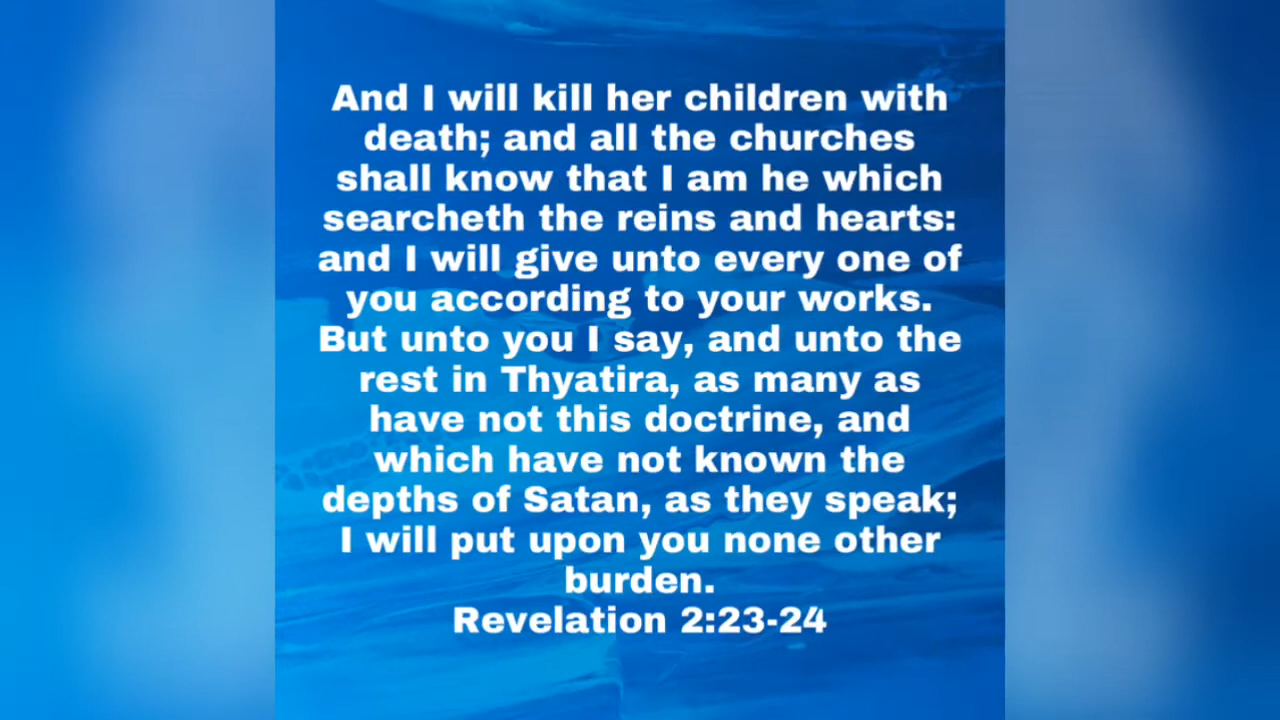 And I will kill her children with
death; and all the churches
shall know that I am he which
searcheth the reins and hearts:
and I will give unto every one of
you according to your works.
But unto you I say, and unto the
rest in Thyatira, as many as
have not this doctrine, and
which have not known the
depths of Satan, as they speak;
I will put upon you none other
burden.
Revelation 2:23-24